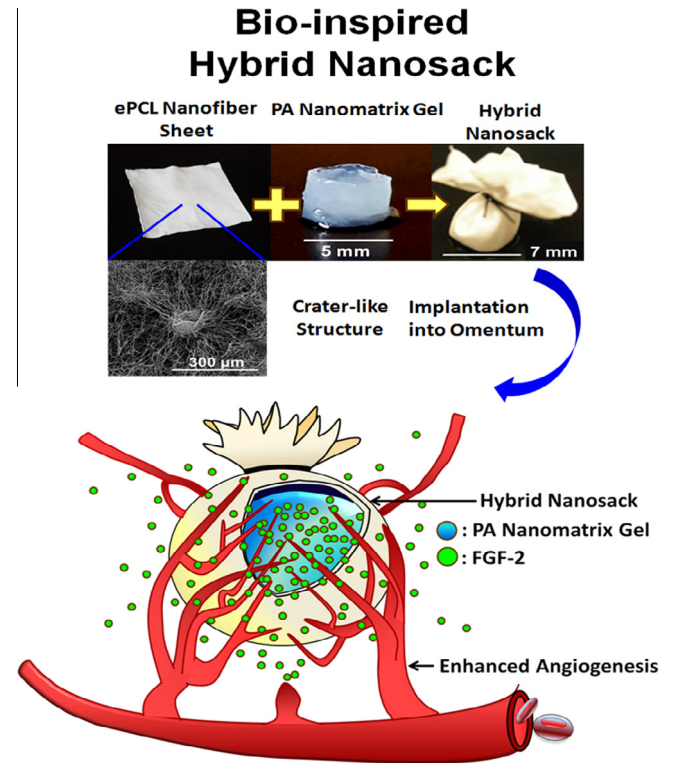 Bio-inspired
Hybrid Nanosack
ePCL Nanofiber
Sheet
PA Nanomatrix Gel
Hybrid
Nanosack
5 mm
7 mm
300 µm
Crater-like
Structure
Implantation
into Omentum
Hybrid Nanosack
: PA Nanomatrix Gel
: FGF-2
Enhanced Angiogenesis